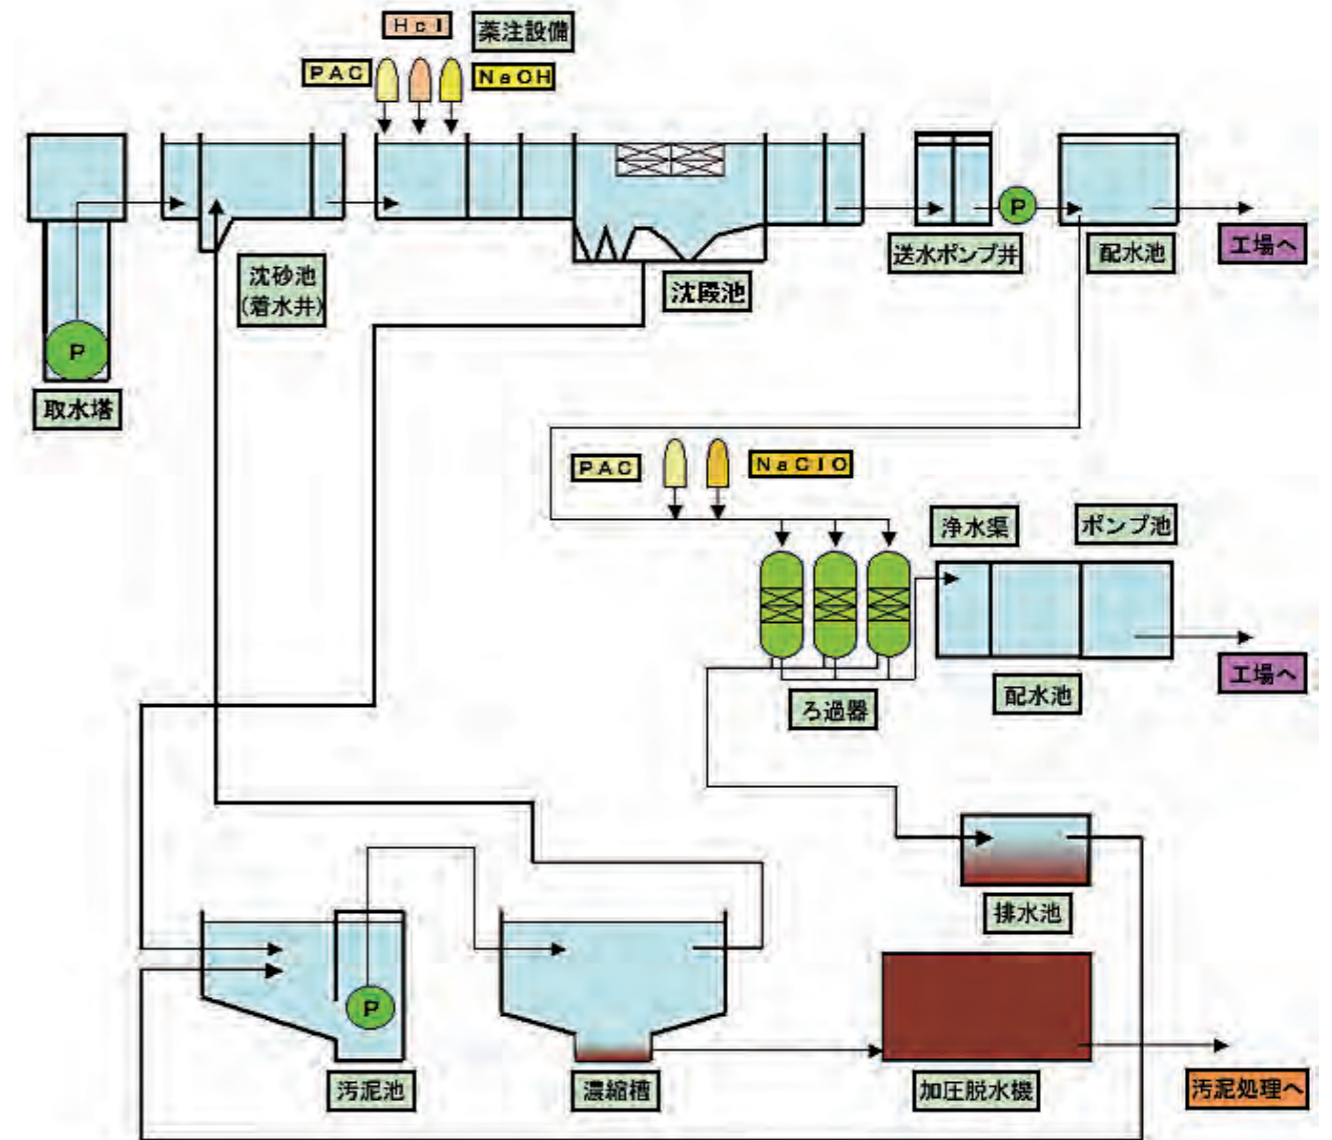 Hcl
薬注設備
PAC
NaOH
P
取水塔
沈砂池
(着水井)
沈殿池
送水ポンプ井
P
配水池
工場へ
PAC
NaClO
浄水渠
ポンプ池
ろ過器
配水池
工場へ
排水池
P
汚泥池
濃縮槽
加圧脱水機
汚泥処理へ